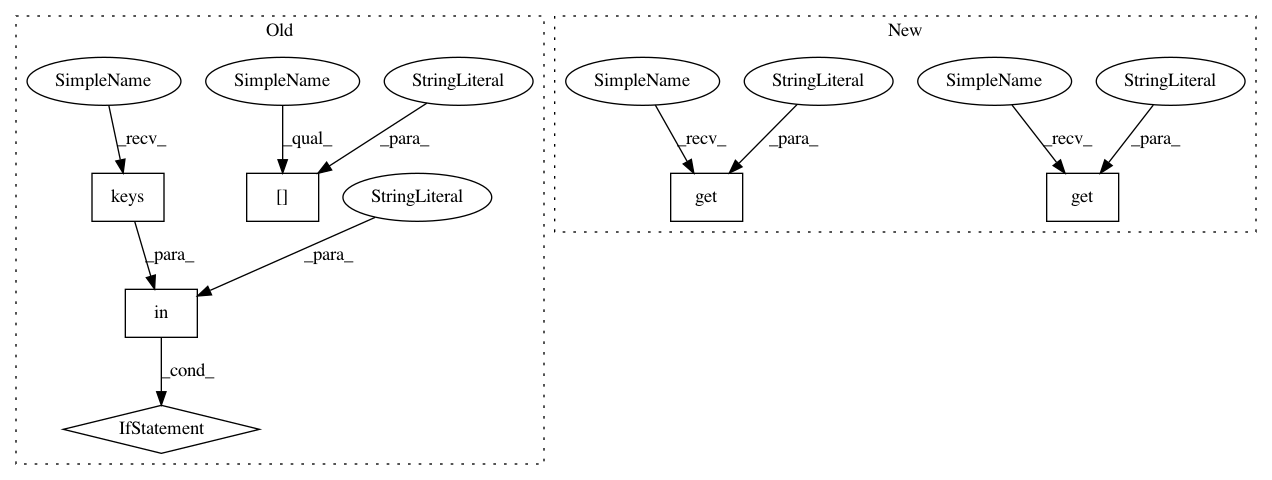 Old
New
SimpleName
SimpleName
StringLiteral
SimpleName
StringLiteral
SimpleName
StringLiteral
_recv_
_qual_
_para_
_recv_
_para_
_recv_
_para_
keys
[]
StringLiteral
get
get
_para_
_para_
in
_cond_
IfStatement